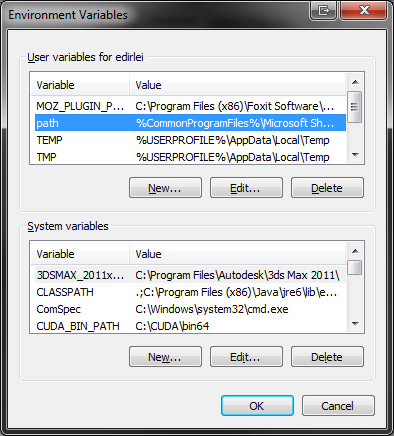 Environment Variables
User variables for edirlei
Variable Value
MOZ_PLUGIN_P... C:\Program Files (x86)\Foxit Software\...
path %CommonProgramFiles%\Microsoft Sh...
TEMP %USERPROFILE%\AppData\Local\Temp
TMP %USERPROFILE%\AppData\Local\Temp
New... Edit... Delete
System variables
Variable Value
3DSMAX_2011x... C:\Program Files\Autodesk\3ds Max 2011\
CLASSPATH .;C:\Program Files (x86)\Java\jre6\lib\e...
ComSpec C:\Windows\system32\cmd.exe
CUDA_BIN_PATH C:\CUDA\bin64
New... Edit... Delete
OK Cancel